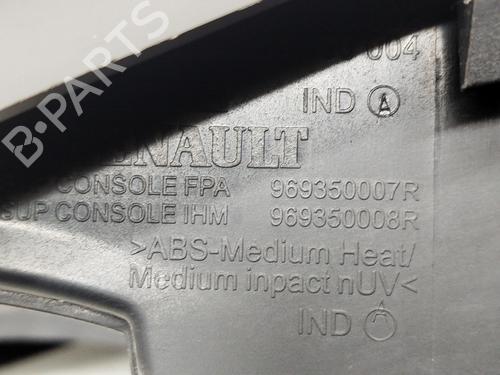 B-PARTS
004
IND A
RENAULT
CONSOLE FPA 969350007R
SUP CONSOLE IHM 969350008R
>ABS-Medium Heat/
Medium inpact nUV<
IND